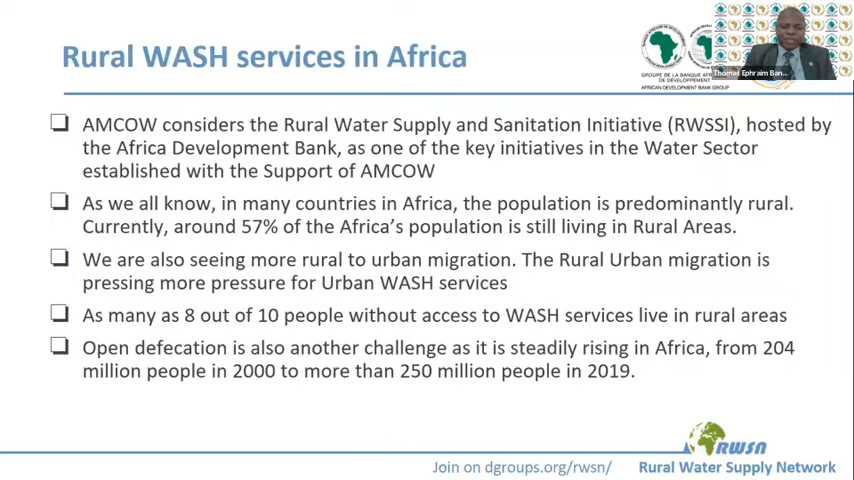 Rural WASH services in Africa
GROUPE DE LA BANQUE
DE DÉVELOPPEMENT
AFRICAN DEVELOPMENT BANK GROUP
Thomas Ephraim Ban...
❑ AMCOW considers the Rural Water Supply and Sanitation Initiative (RWSSI), hosted by
the Africa Development Bank, as one of the key initiatives in the Water Sector
established with the Support of AMCOW
❑ As we all know, in many countries in Africa, the population is predominantly rural.
Currently, around 57% of the Africa's population is still living in Rural Areas.
❑ We are also seeing more rural to urban migration. The Rural Urban migration is
pressing more pressure for Urban WASH services
❑ As many as 8 out of 10 people without access to WASH services live in rural areas
❑ Open defecation is also another challenge as it is steadily rising in Africa, from 204
million people in 2000 to more than 250 million people in 2019.
RWSN
Join on dgroups.org/rwsn/ Rural Water Supply Network